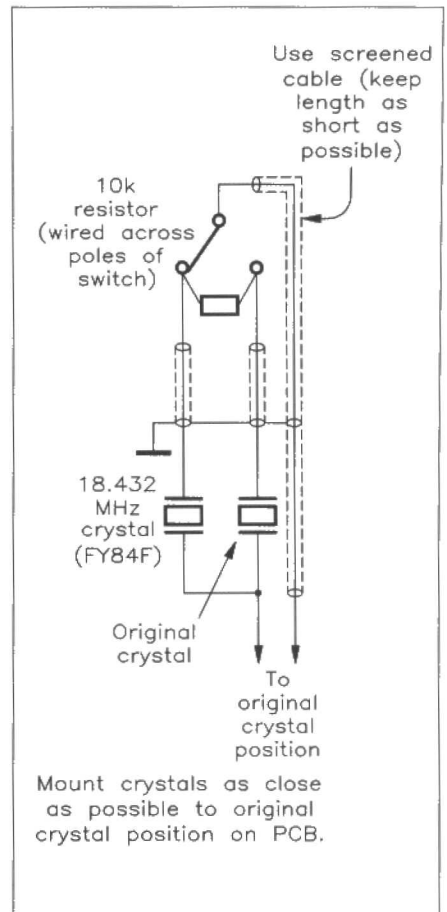 Use screened
cable (keep
length as
short as
possible)
10k
resistor
(wired across
poles of
switch)
18.432
MHz
crystal
(FY84F)
Original
crystal
To
original
crystal
position
Mount crystals as close
as possible to original
crystal position on PCB.